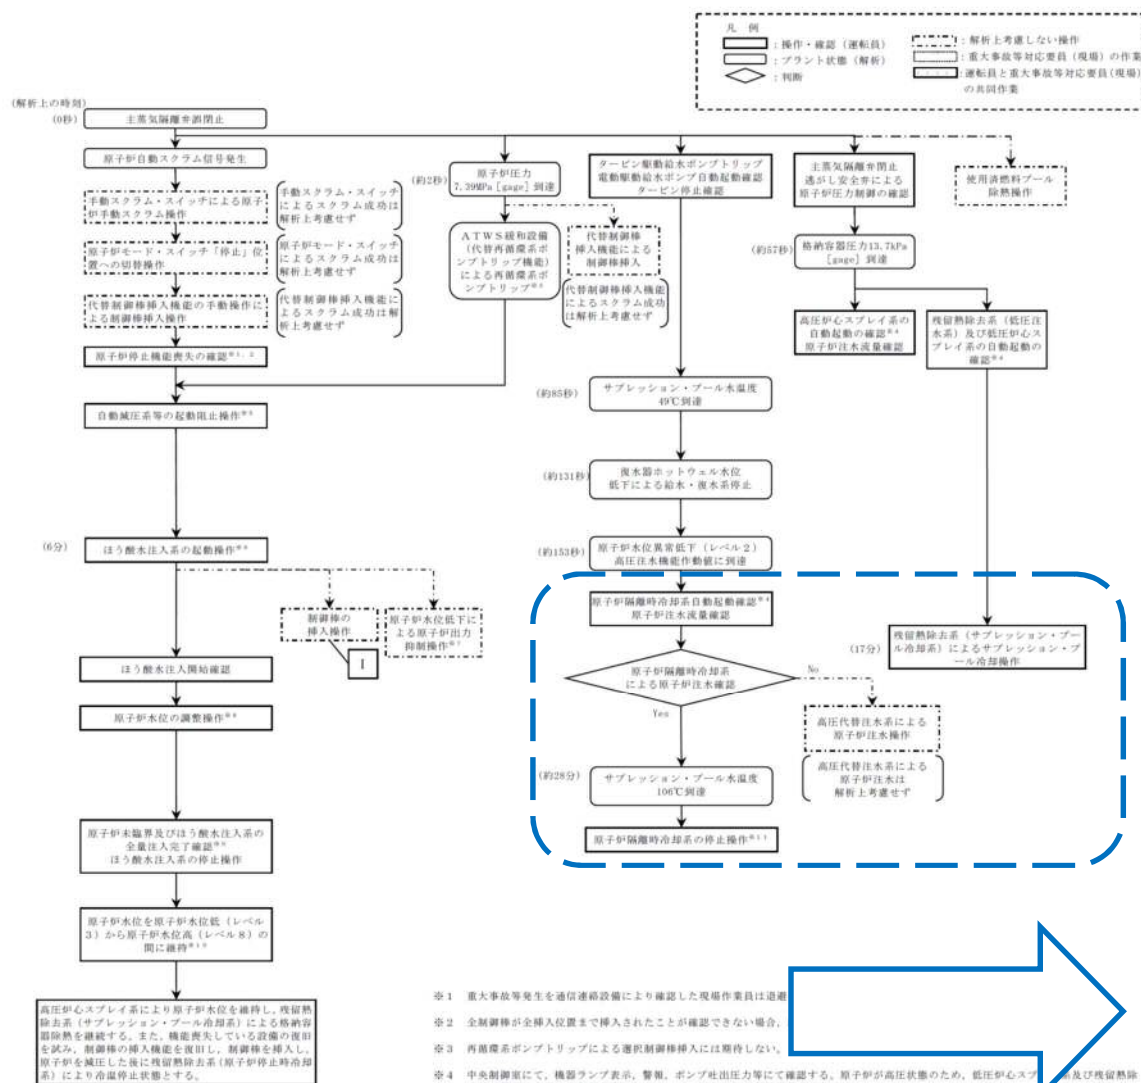 凡 例
：操作・確認（運転員）
：プラント状態（解析）
：判断
：解析上考慮しない操作
：重大事故等対応要員（現場）の作業
：運転員と重大事故等対応要員（現場）
の共同作業
(解析上の時刻)
(0秒)
主蒸気隔離弁誤閉止
原子炉自動スクラム信号発生
手動スクラム・スイッチによる原子
炉手動スクラム操作
手動スクラム・スイッチ
によるスクラム成功は
解析上考慮せず
原子炉モード・スイッチ「停止」位
置への切替操作
原子炉モード・スイッチ
によるスクラム成功は
解析上考慮せず
代替制御棒挿入機能の手動操作に
よる制御棒挿入操作
代替制御棒挿入機能に
よるスクラム成功は解
析上考慮せず
原子炉停止機能喪失の確認※1，2
自動減圧系等の起動阻止操作※5
(6分)
ほう酸水注入系の起動操作※6
制御棒の
挿入操作
I
原子炉水位低下に
よる原子炉出力
抑制操作※7
ほう酸水注入開始確認
原子炉水位の調整操作※8
原子炉未臨界及びほう酸水注入系の
全量注入完了確認※9
ほう酸水注入系の停止操作
原子炉水位を原子炉水位低（レベル
3）から原子炉水位高（レベル8）の
間に維持※10
高圧炉心スプレイ系により原子炉水位を維持し，残留熱
除去系（サプレッション・プール冷却系）による格納容
器除熱を継続する。また，機能喪失している設備の復旧
を試み，制御棒の挿入機能を復旧し，制御棒を挿入し，
原子炉を減圧した後に残留熱除去系（原子炉停止時冷却
系）により冷温停止状態とする。
(約2秒)
原子炉圧力
7.39MPa［gage］到達
ATWS緩和設備
（代替再循環系ポ
ンプトリップ機能）
による再循環系ポ
ンプトリップ※3
代替制御棒
挿入機能による
制御棒挿入
代替制御棒挿入機能に
よるスクラム成功
は解析上考慮せず
タービン駆動給水ポンプトリップ
電動駆動給水ポンプ自動起動確認
タービン停止確認
(約85秒)
サプレッション・プール水温度
49℃到達
(約131秒)
復水器ホットウェル水位
低下による給水・復水系停止
(約153秒)
原子炉水位異常低下（レベル2）
高圧注水機能作動値に到達
原子炉隔離時冷却系自動起動確認※4
原子炉注水流量確認
原子炉隔離時冷却系
による原子炉注水確認
No
Yes
高圧代替注水系による
原子炉注水操作
高圧代替注水系による
原子炉注水は
解析上考慮せず
(約28分)
サプレッション・プール水温度
106℃到達
原子炉隔離時冷却系の停止操作※11
主蒸気隔離弁閉止
逃がし安全弁による
原子炉圧力制御の確認
(約57秒)
格納容器圧力13.7kPa
［gage］到達
高圧炉心スプレイ系の
自動起動の確認※4
原子炉注水流量確認
残留熱除去系（低圧注
水系）及び低圧炉心ス
プレイ系の自動起動の
確認※4
使用済燃料プール
除熱操作
(17分)
残留熱除去系（サプレッション・プー
ル冷却系）によるサプレッション・プ
ール冷却操作
※1 重大事故等発生を通信連絡設備により確認した現場作業員は退避
※2 全制御棒が全挿入位置まで挿入されたことが確認できない場合，
※3 再循環系ポンプトリップによる選択制御棒挿入には期待しない。
※4 中央制御室にて，機器ランプ表示，警報，ポンプ吐出圧力等にて確認する。原子炉が高圧状態のため，低圧炉心スプ 系及び残留熱除